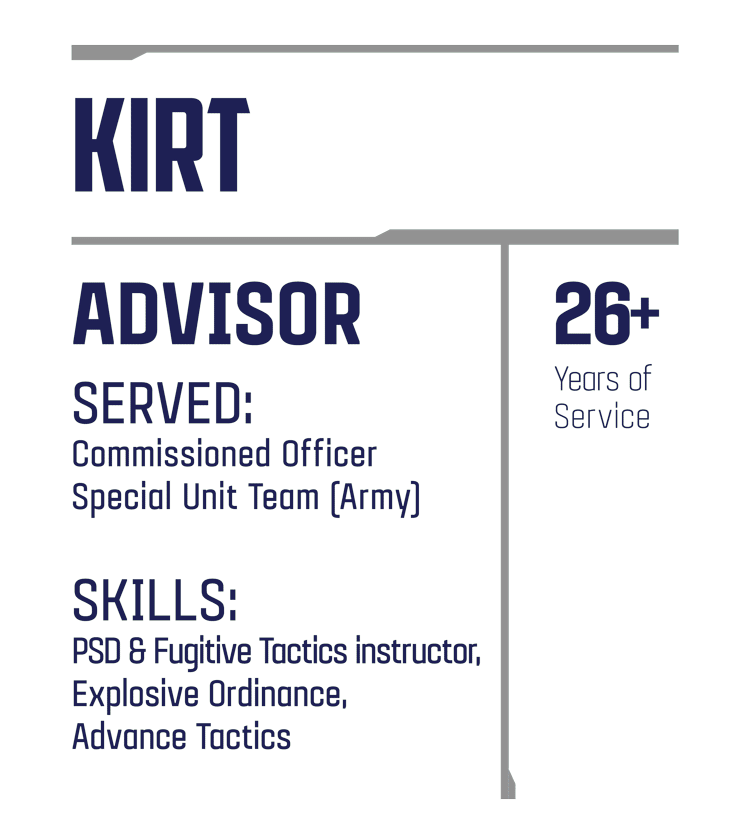 KIRT
ADVISOR
SERVED:
Commissioned Officer
Special Unit Team (Army)
SKILLS:
PSD & Fugitive Tactics instructor,
Explosive Ordinance,
Advance Tactics
26+
Years of
Service